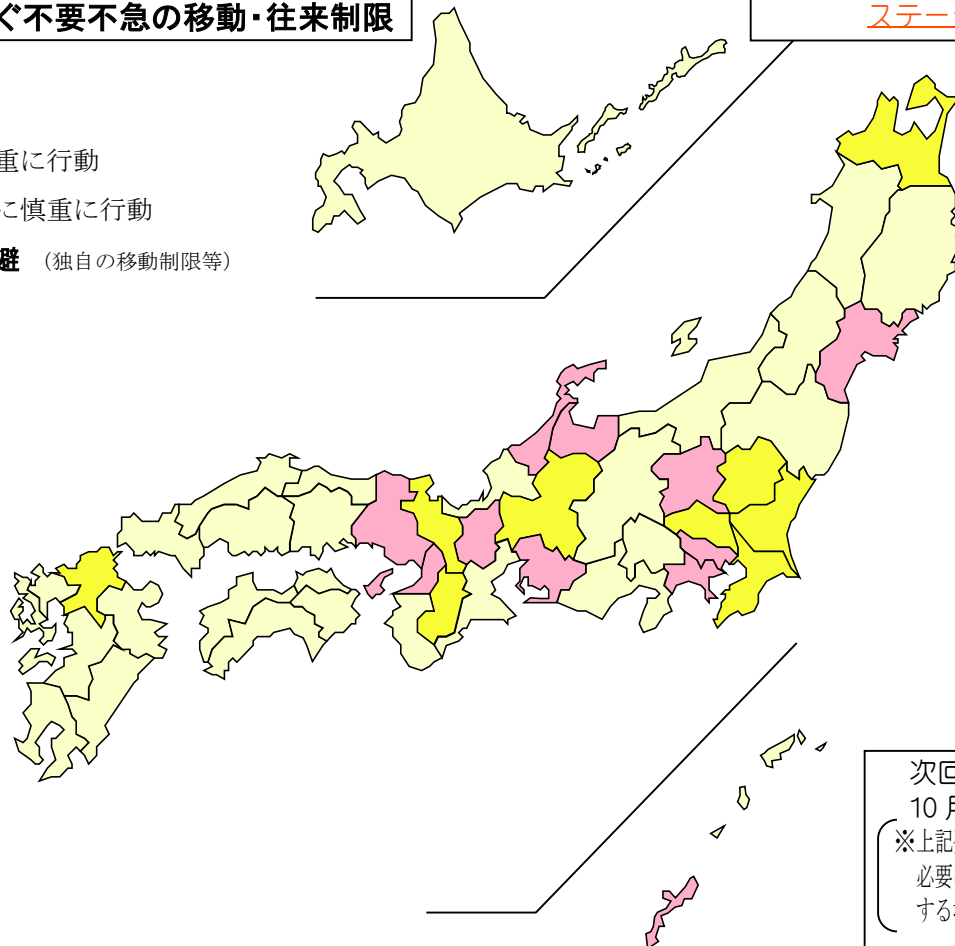 ぐ不要不急の移動・往来制限
ステー
重に行動
に慎重に行動
避 (独自の移動制限等)
次回
10 月
※上記
必要
する